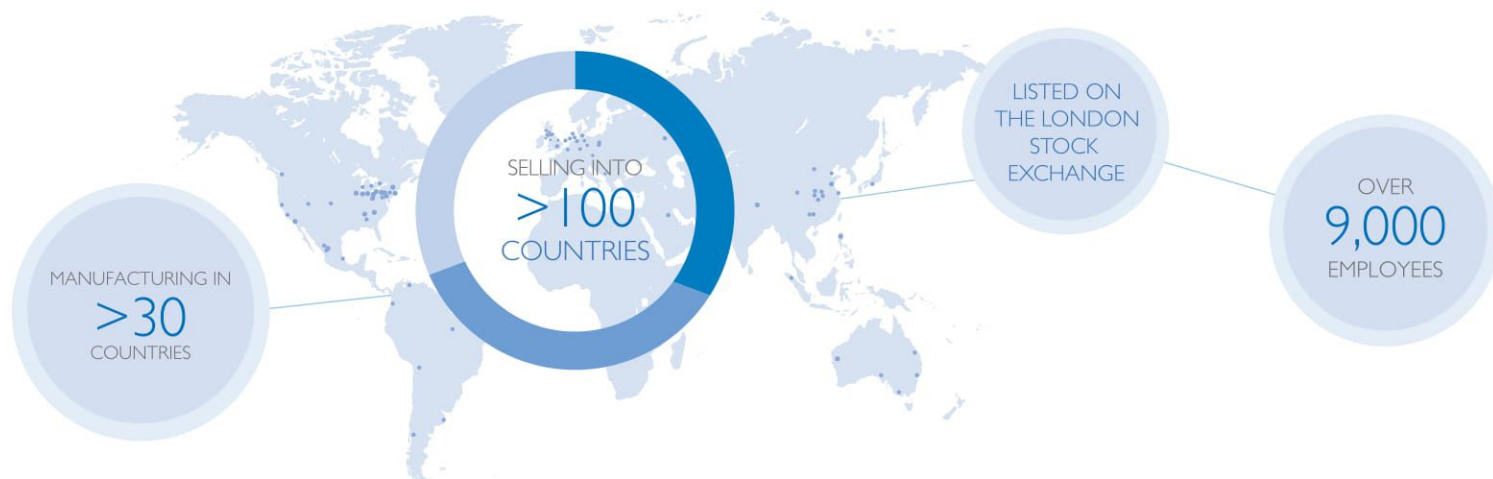 MANUFACTURING IN
>30
COUNTRIES
SELLING INTO
>100
COUNTRIES
LISTED ON
THE LONDON
STOCK
EXCHANGE
OVER
9,000
EMPLOYEES